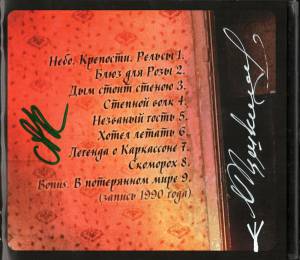 Небо. Крепости. Рельсы 1.
Блюз для Розы 2.
Дым стоит стеною 3.
Степной волк 4.
Незваный гость 5.
Хотел летать 6.
Легенда о Каркассоне 7.
Скоморох 8.
Bonus. В потерянном мире 9.
(запись 1990 года)